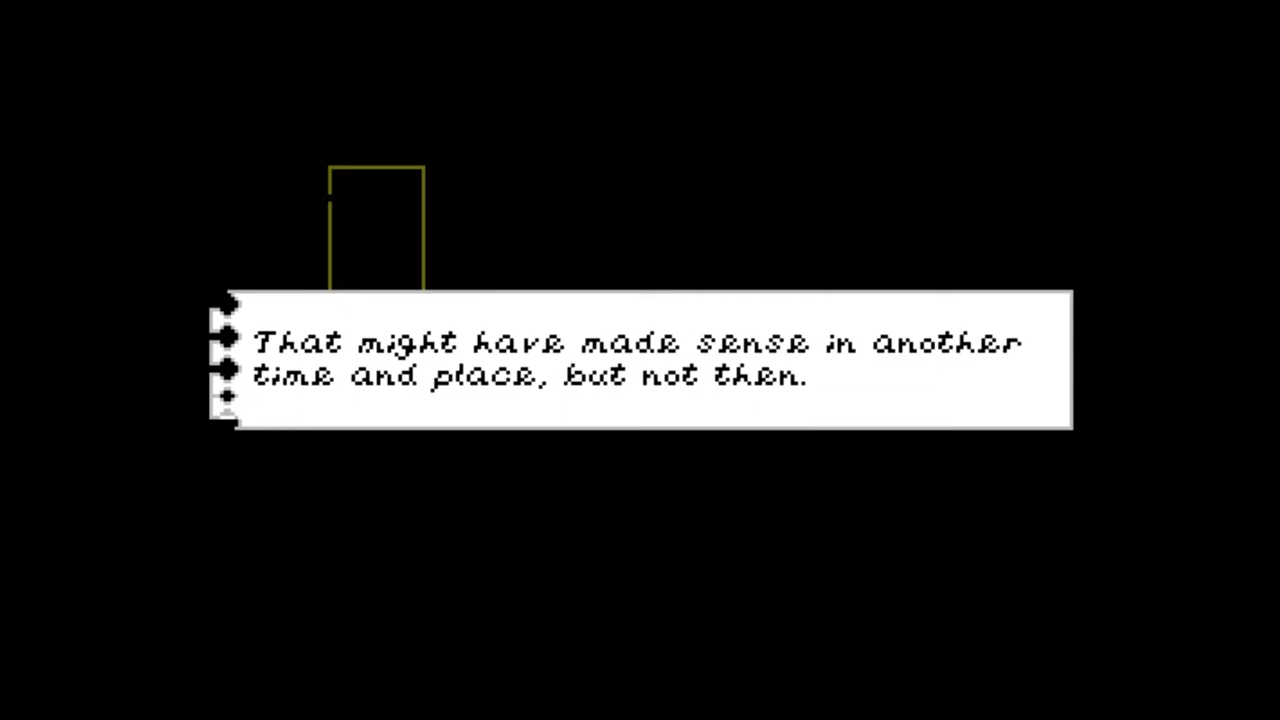 That might have made sense in another
time and place, but not then.